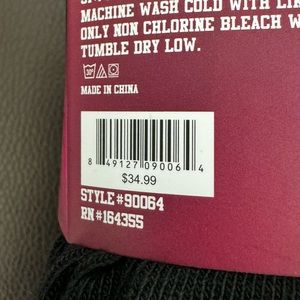 MACHINE WASH COLD WITH
ONLY NON CHLORINE BLEACH
TUMBLE DRY LOW.
MADE IN CHINA
8 49127 09006 4
$34.99
STYLE#90064
RN#164355